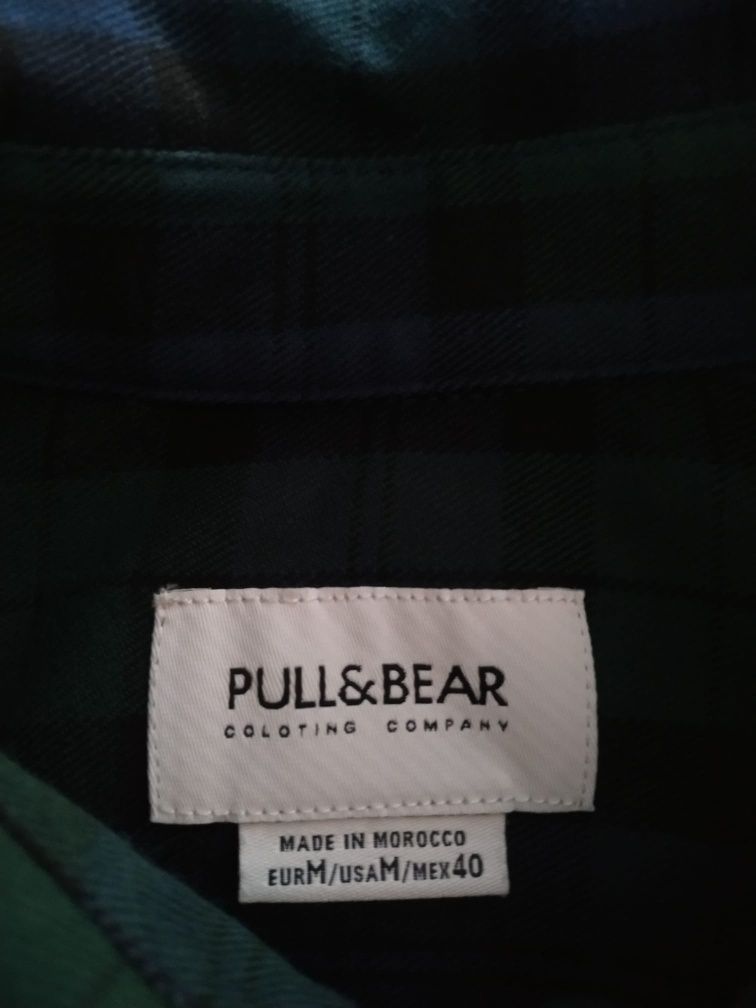 PULL&BEAR
COLOTING COMPANY
MADE IN MOROCCO
EURM/USAM/MEX40